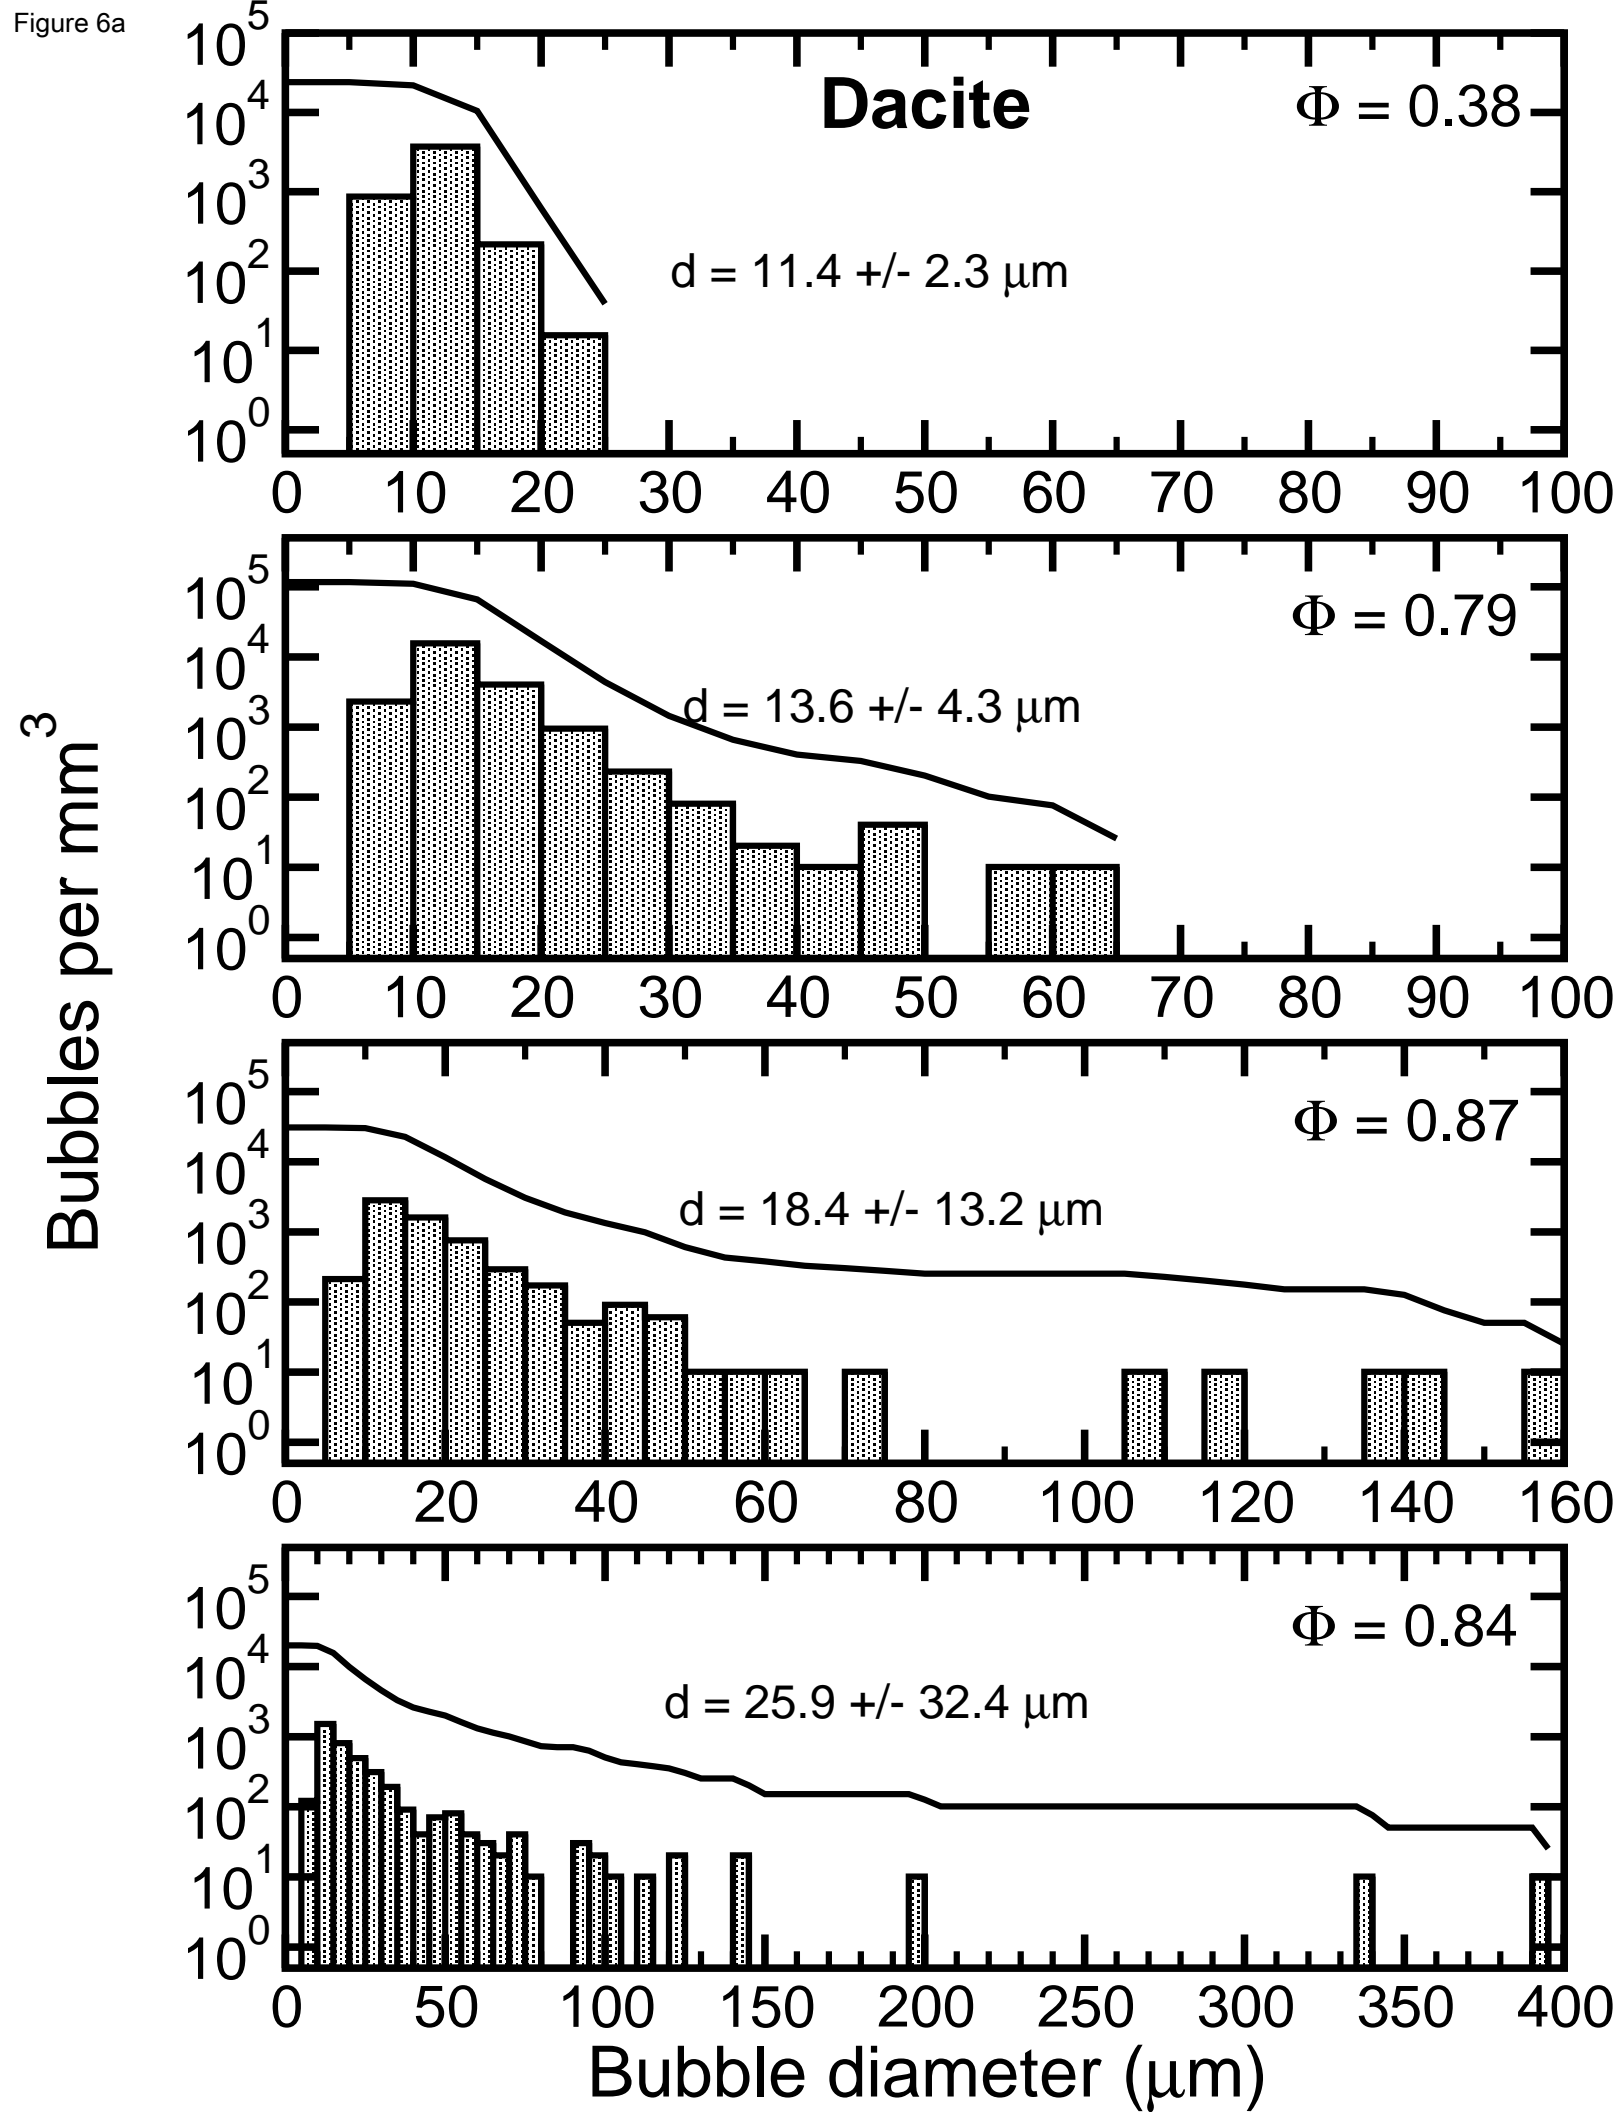 Figure 6a
Dacite
Φ = 0.38
d = 11.4 +/- 2.3 μm
10^5
10^4
10^3
10^2
10^1
10^0
0 10 20 30 40 50 60 70 80 90 100
Φ = 0.79
d = 13.6 +/- 4.3 μm
10^5
10^4
10^3
10^2
10^1
10^0
0 10 20 30 40 50 60 70 80 90 100
Φ = 0.87
d = 18.4 +/- 13.2 μm
10^5
10^4
10^3
10^2
10^1
10^0
0 20 40 60 80 100 120 140 160
Φ = 0.84
d = 25.9 +/- 32.4 μm
10^5
10^4
10^3
10^2
10^1
10^0
0 50 100 150 200 250 300 350 400
Bubbles per mm^3
Bubble diameter (μm)